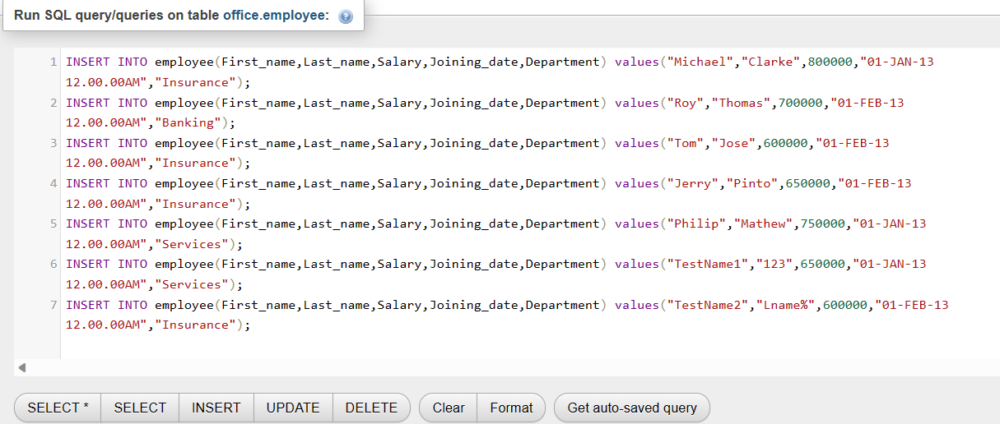 Run SQL query/queries on table office.employee:
1 INSERT INTO employee(First_name,Last_name,Salary,Joining_date,Department) values("Michael","Clarke",800000,"01-JAN-13
12.00.00AM","Insurance");
2 INSERT INTO employee(First_name,Last_name,Salary,Joining_date,Department) values("Roy","Thomas",700000,"01-FEB-13
12.00.00AM","Banking");
3 INSERT INTO employee(First_name,Last_name,Salary,Joining_date,Department) values("Tom","Jose",600000,"01-FEB-13
12.00.00AM","Insurance");
4 INSERT INTO employee(First_name,Last_name,Salary,Joining_date,Department) values("Jerry","Pinto",650000,"01-FEB-13
12.00.00AM","Insurance");
5 INSERT INTO employee(First_name,Last_name,Salary,Joining_date,Department) values("Philip","Mathew",750000,"01-JAN-13
12.00.00AM","Services");
6 INSERT INTO employee(First_name,Last_name,Salary,Joining_date,Department) values("TestName1","123",650000,"01-JAN-13
12.00.00AM","Services");
7 INSERT INTO employee(First_name,Last_name,Salary,Joining_date,Department) values("TestName2","Lname%",600000,"01-FEB-13
12.00.00AM","Insurance");
SELECT * SELECT INSERT UPDATE DELETE Clear Format Get auto-saved query